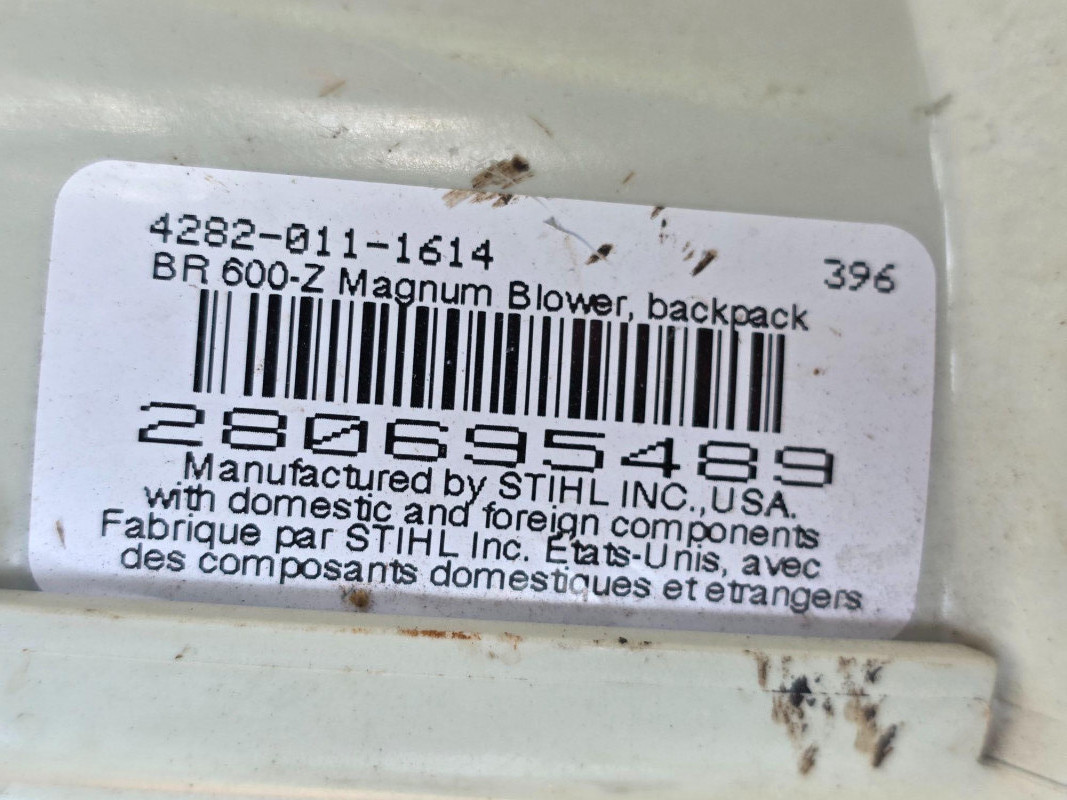 4282-011-1614
396
BR 600-Z Magnum Blower, backpack
280695489
Manufactured by STIHL INC., USA.
with domestic and foreign components
Fabrique par STIHL Inc. Etats-Unis, avec
des composants domestiques et etrangers